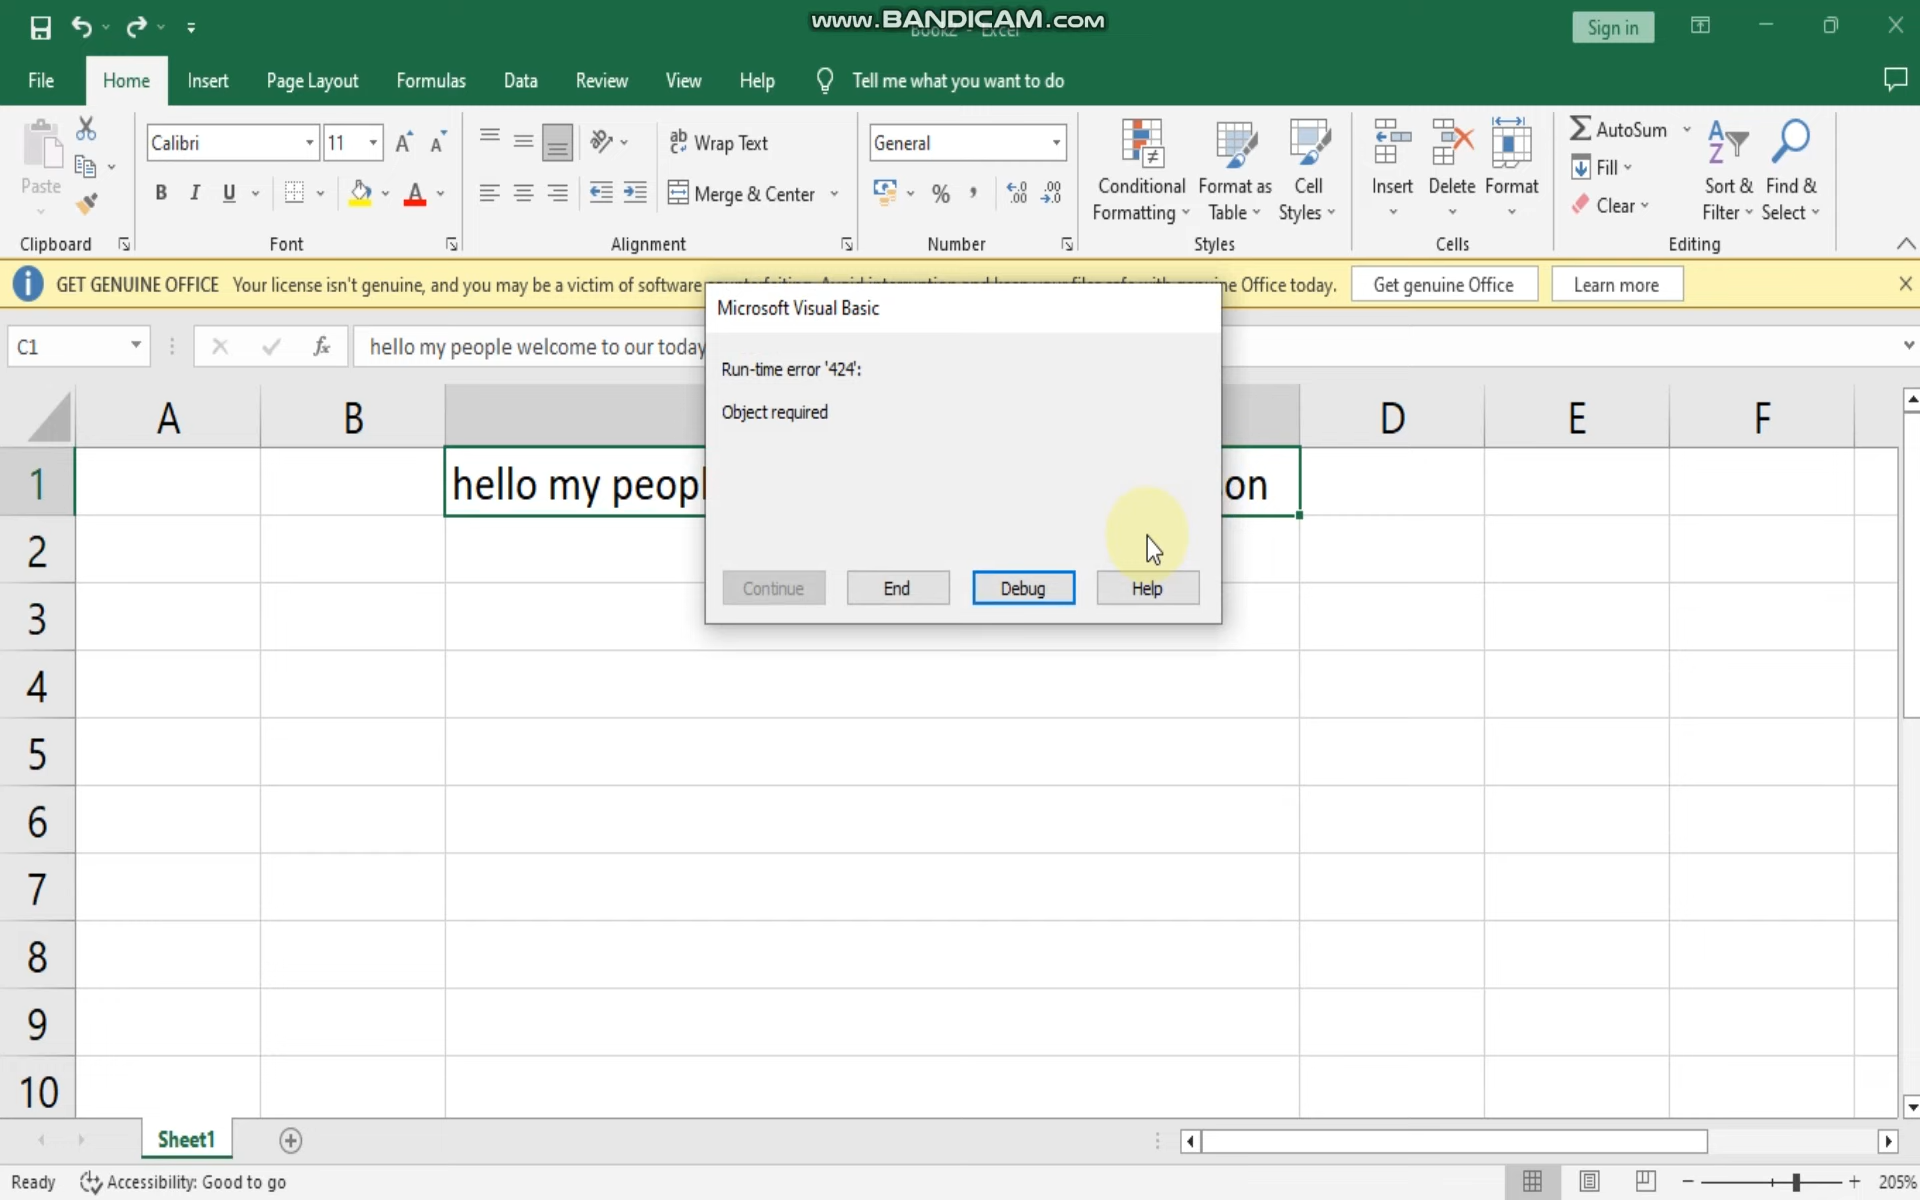 www.BANDICAM.com
Book2 - Excel
Sign in
File Home Insert Page Layout Formulas Data Review View Help Tell me what you want to do
Calibri 11 Wrap Text General AutoSum
Paste Merge & Center Conditional Formatting Format as Table Cell Styles Insert Delete Format Fill Clear Sort & Filter Find & Select
Clipboard Font Alignment Number Styles Cells Editing
GET GENUINE OFFICE Your license isn't genuine, and you may be a victim of software Office today. Get genuine Office Learn more
Microsoft Visual Basic
C1 fx hello my people welcome to our today
Run-time error '424':
Object required
A B D E F
1 hello my peopl on
2
Continue End Debug Help
3
4
5
6
7
8
9
10
Sheet1
Ready Accessibility: Good to go 205%